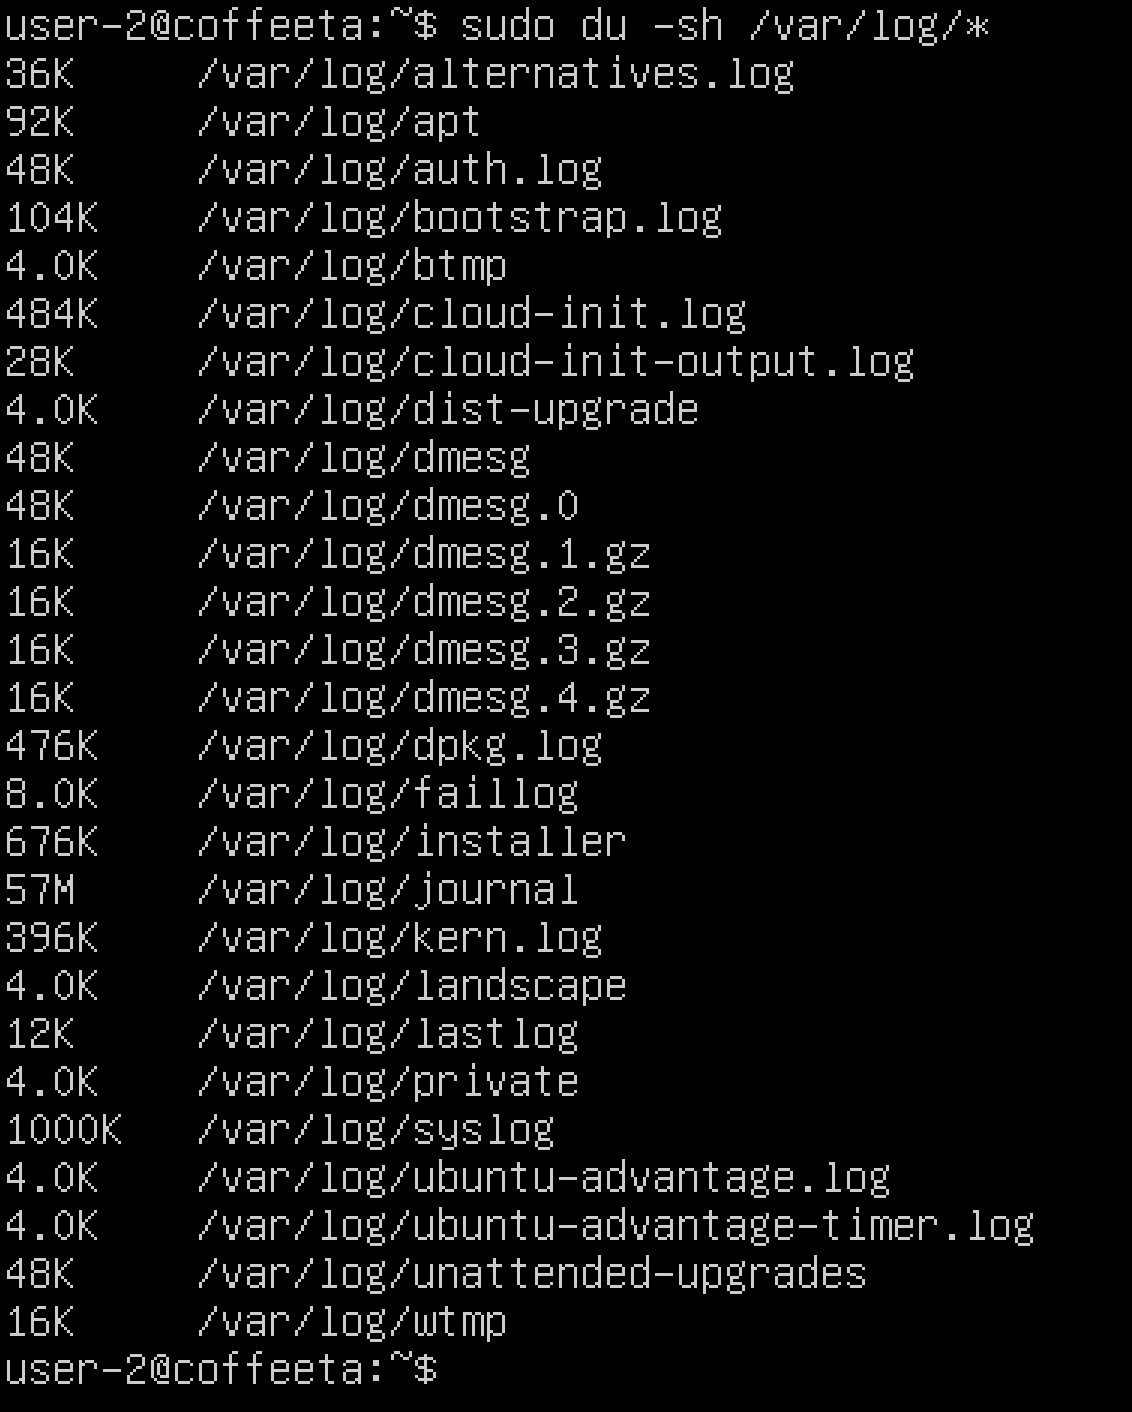 user-2@coffeeta:~$ sudo du -sh /var/log/*
36K /var/log/alternatives.log
92K /var/log/apt
48K /var/log/auth.log
104K /var/log/bootstrap.log
4.0K /var/log/btmp
484K /var/log/cloud-init.log
28K /var/log/cloud-init-output.log
4.0K /var/log/dist-upgrade
48K /var/log/dmesg
48K /var/log/dmesg.0
16K /var/log/dmesg.1.gz
16K /var/log/dmesg.2.gz
16K /var/log/dmesg.3.gz
16K /var/log/dmesg.4.gz
476K /var/log/dpkg.log
8.0K /var/log/faillog
676K /var/log/installer
57M /var/log/journal
396K /var/log/kern.log
4.0K /var/log/landscape
12K /var/log/lastlog
4.0K /var/log/private
1000K /var/log/syslog
4.0K /var/log/ubuntu-advantage.log
4.0K /var/log/ubuntu-advantage-timer.log
48K /var/log/unattended-upgrades
16K /var/log/wtmp
user-2@coffeeta:~$